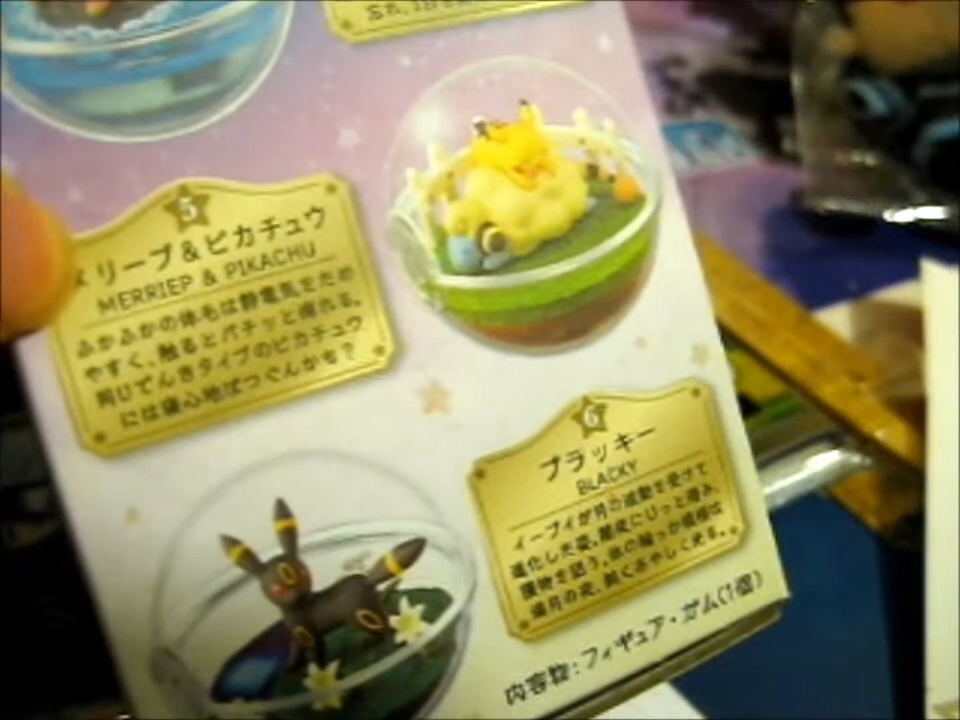 5
メリープ&ピカチュウ
MERRIEP & PIKACHU
ふかふかの体毛は静電気をため
やすく、触るとバチッと痺れる。
同じでんきタイプのピカチュウ
には寝心地ばつぐんかも?
6
ブラッキー
BLACKY
イーブイが月の波動を受けて
進化した姿。闇夜にじっと潜み、
獲物を狙う。体の輪っか模様は
満月の夜、鈍くあやしく光る。
内容物:フィギュア・ガム(1個)